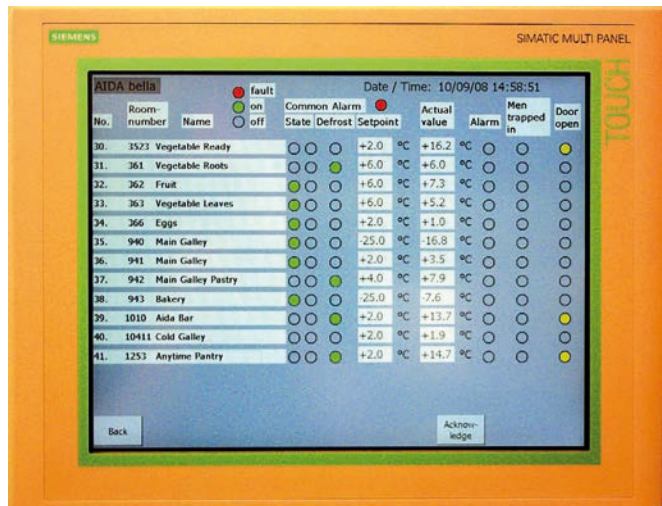 SIEMENS
SIMATIC MULTI PANEL
TOUCH
AIDA bella
fault
on
off
Date / Time: 10/09/08 14:58:51
Common Alarm
No. Room-number Name State Defrost Setpoint Actual value Alarm Men trapped in Door open
30. 3523 Vegetable Ready +2.0 °C +16.2 °C
31. 361 Vegetable Roots +6.0 °C +6.0 °C
32. 362 Fruit +6.0 °C +7.3 °C
33. 363 Vegetable Leaves +6.0 °C +5.2 °C
34. 366 Eggs +2.0 °C +1.0 °C
35. 940 Main Galley -25.0 °C -16.8 °C
36. 941 Main Galley +2.0 °C +3.5 °C
37. 942 Main Galley Pastry +4.0 °C +7.9 °C
38. 943 Bakery -25.0 °C -7.6 °C
39. 1010 Aida Bar +2.0 °C +13.7 °C
40. 10411 Cold Galley +2.0 °C +1.9 °C
41. 1253 Anytime Pantry +2.0 °C +14.7 °C
Back
Acknow-
ledge